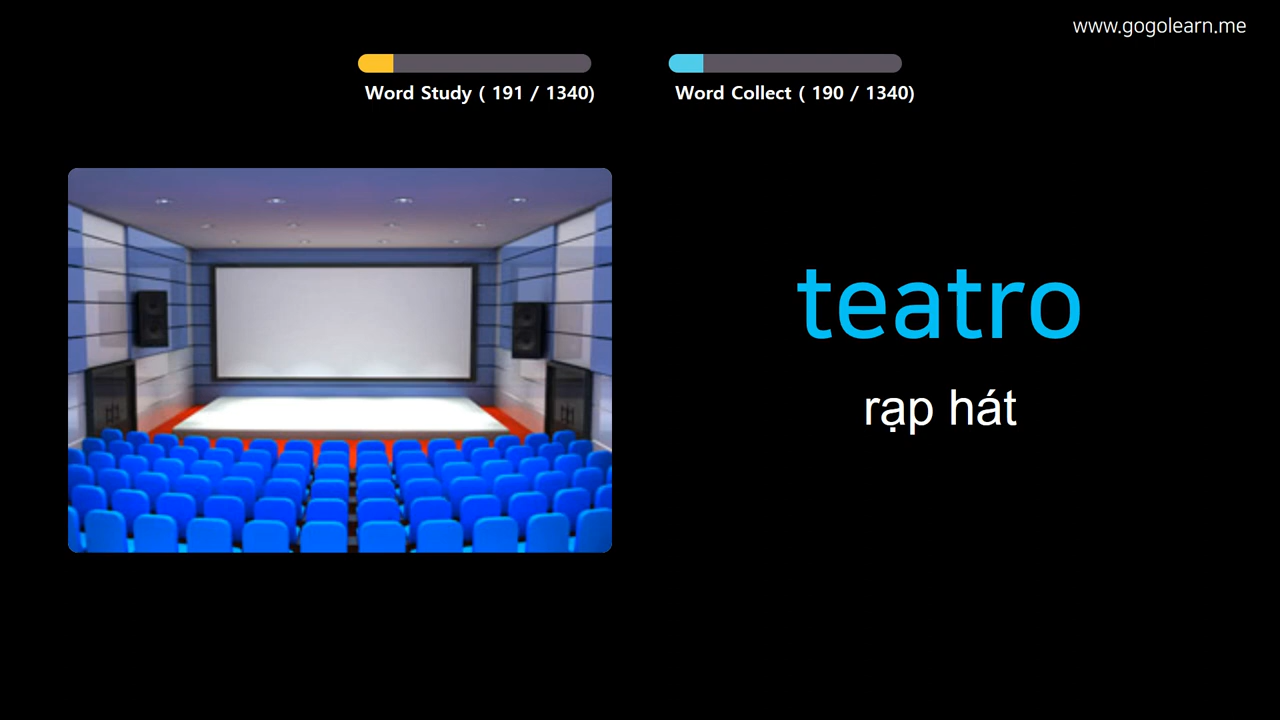 www.gogolearn.me
Word Study ( 191 / 1340)
Word Collect ( 190 / 1340)
teatro
rạp hát